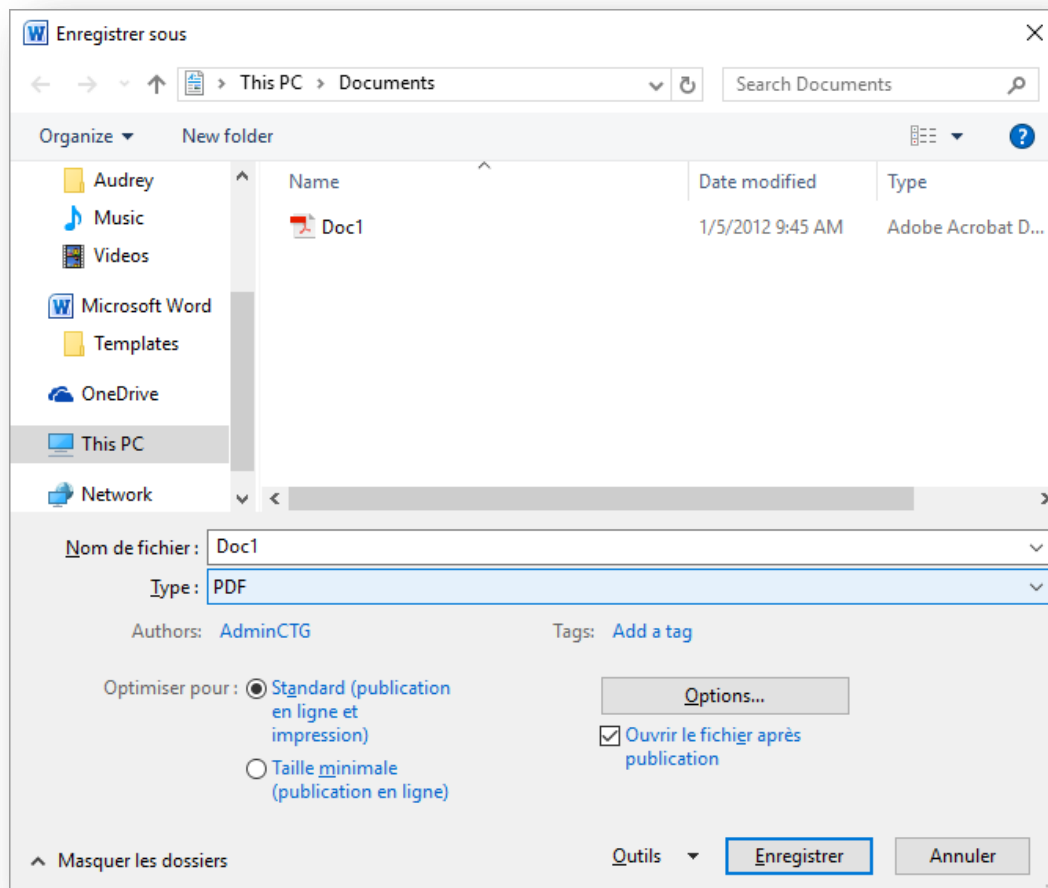 Enregistrer sous
This PC > Documents
Search Documents
Organize
New folder
Audrey
Music
Videos
Microsoft Word
Templates
OneDrive
This PC
Network
Name
Date modified
Type
Doc1
1/5/2012 9:45 AM
Adobe Acrobat D...
Nom de fichier : Doc1
Type : PDF
Authors: AdminCTG
Tags: Add a tag
Optimiser pour :
Standard (publication
en ligne et
impression)
Taille minimale
(publication en ligne)
Options...
Ouvrir le fichier après
publication
Masquer les dossiers
Outils
Enregistrer
Annuler